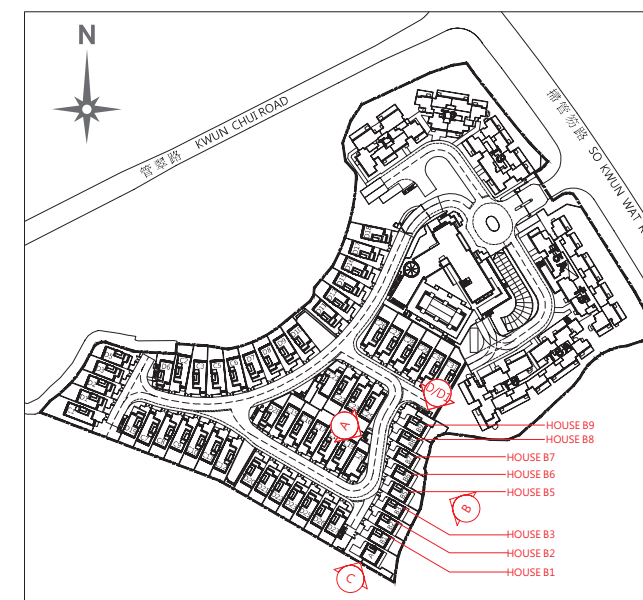 N
管翠路 KWUN CHUI ROAD
掃管笏路 SO KWUN WAT R
D/D1
A
HOUSE B9
HOUSE B8
HOUSE B7
HOUSE B6
HOUSE B5
B
HOUSE B3
HOUSE B2
HOUSE B1
C